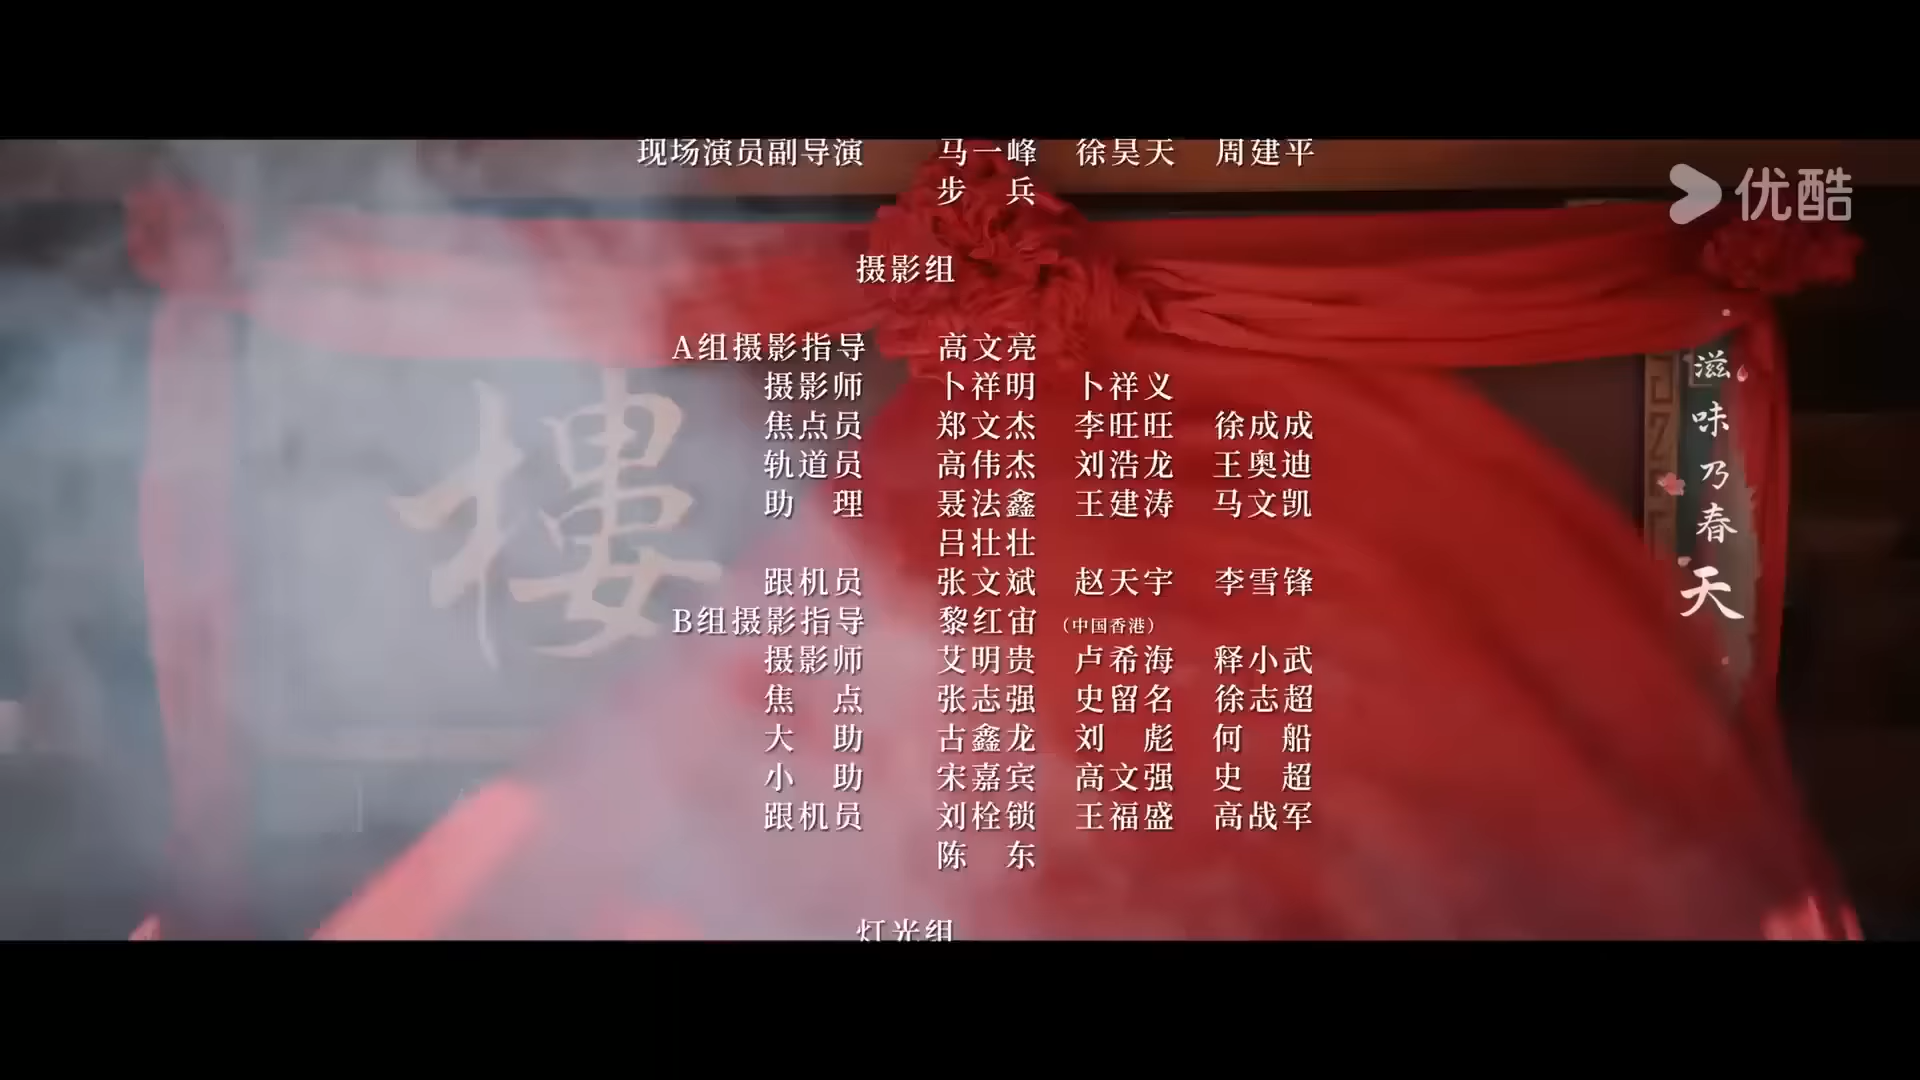 现场演员副导演 马一峰 徐昊天 周建平
步 兵
优酷
摄影组
A组摄影指导 高文亮
摄影师 卜祥明 卜祥义
焦点员 郑文杰 李旺旺 徐成成
轨道员 高伟杰 刘浩龙 王奥迪
助 理 聂法鑫 王建涛 马文凯
吕壮壮
跟机员 张文斌 赵天宇 李雪锋
B组摄影指导 黎红宙 （中国香港）
摄影师 艾明贵 卢希海 释小武
焦 点 张志强 史留名 徐志超
大 助 古鑫龙 刘 彪 何 船
小 助 宋嘉宾 高文强 史 超
跟机员 刘栓锁 王福盛 高战军
陈 东
灯光组
樓
滋味乃春天